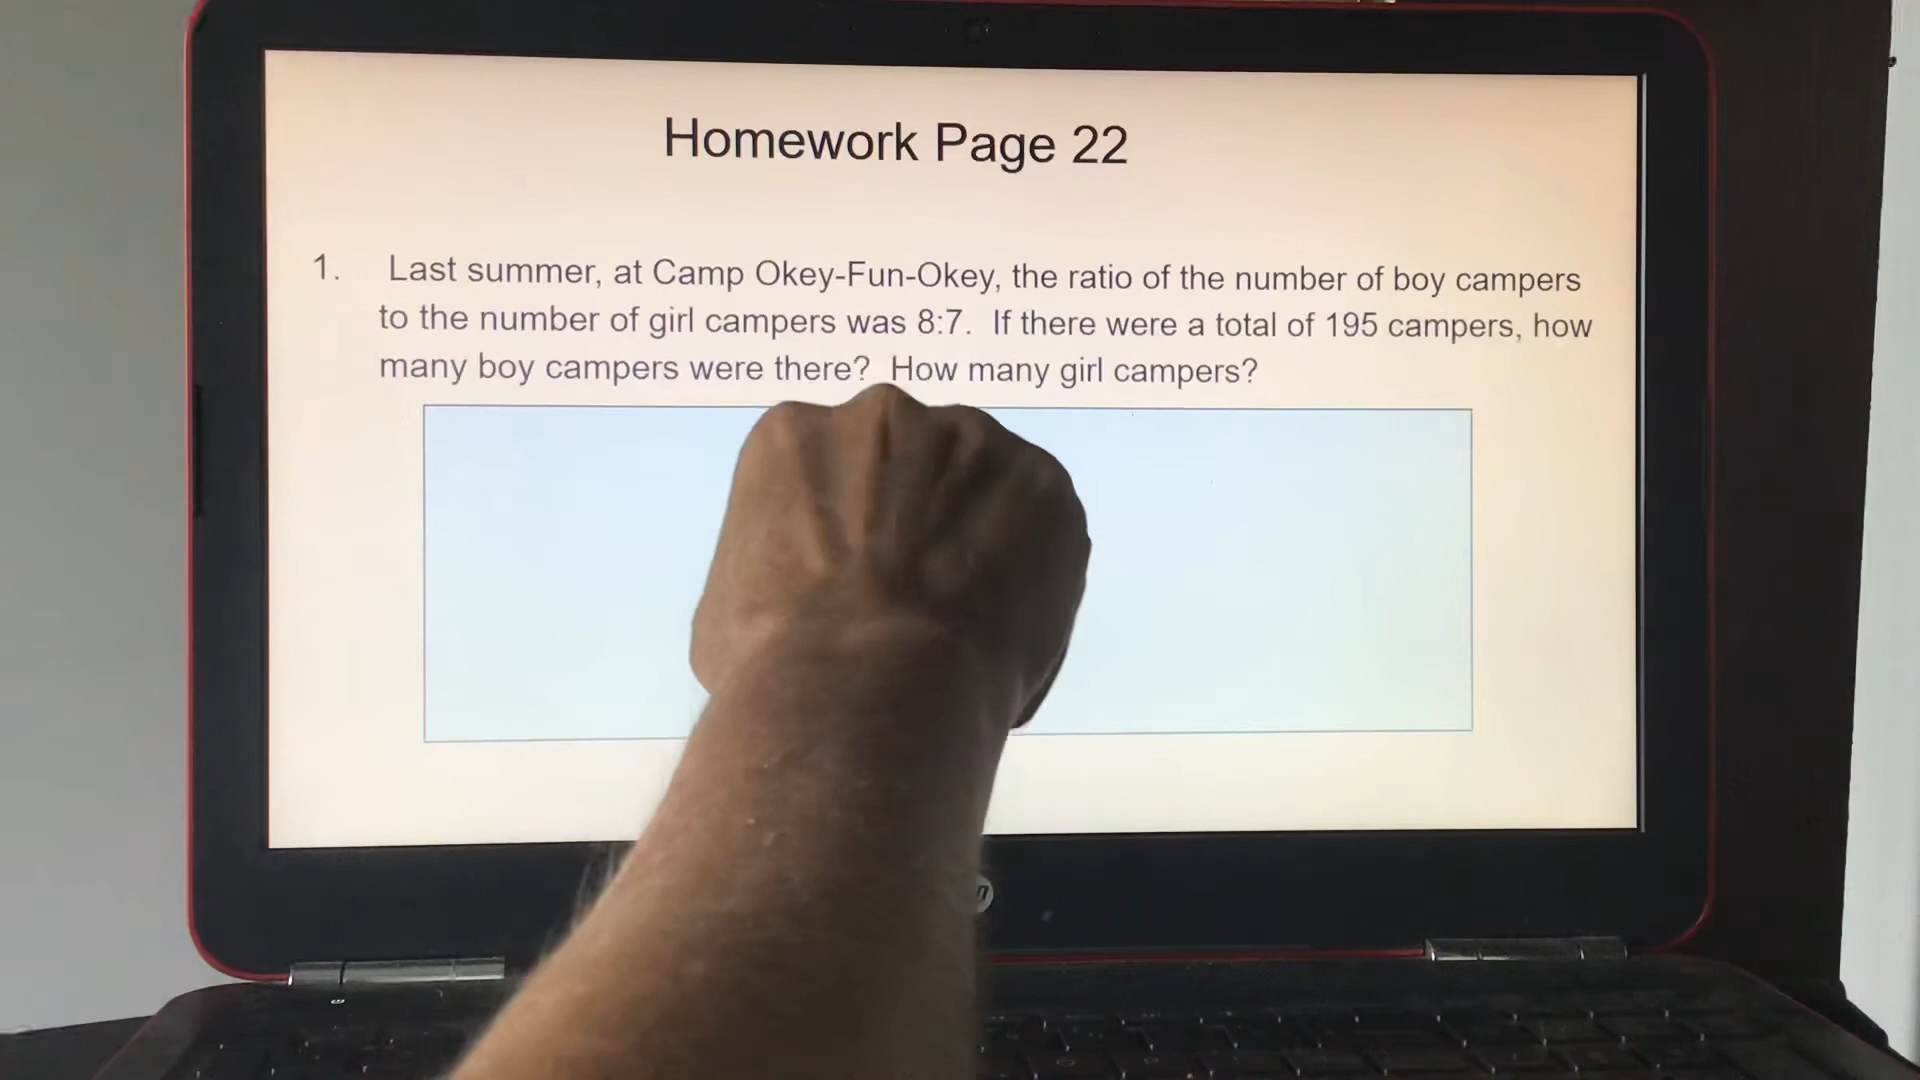 Homework Page 22
1. Last summer, at Camp Okey-Fun-Okey, the ratio of the number of boy campers
to the number of girl campers was 8:7. If there were a total of 195 campers, how
many boy campers were there? How many girl campers?